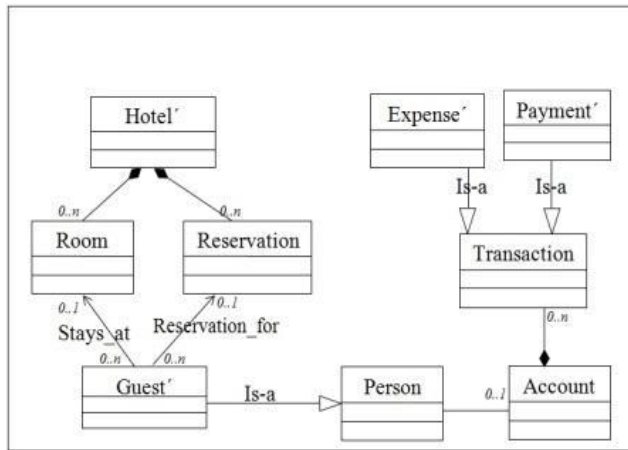 Hotel´
Expense´
Payment´
Is-a
Is-a
0..n
0..n
Room
Reservation
Transaction
0..1
0..1
0..n
Stays_at
Reservation_for
0..n
0..n
Guest´
Is-a
Person
0..1
Account